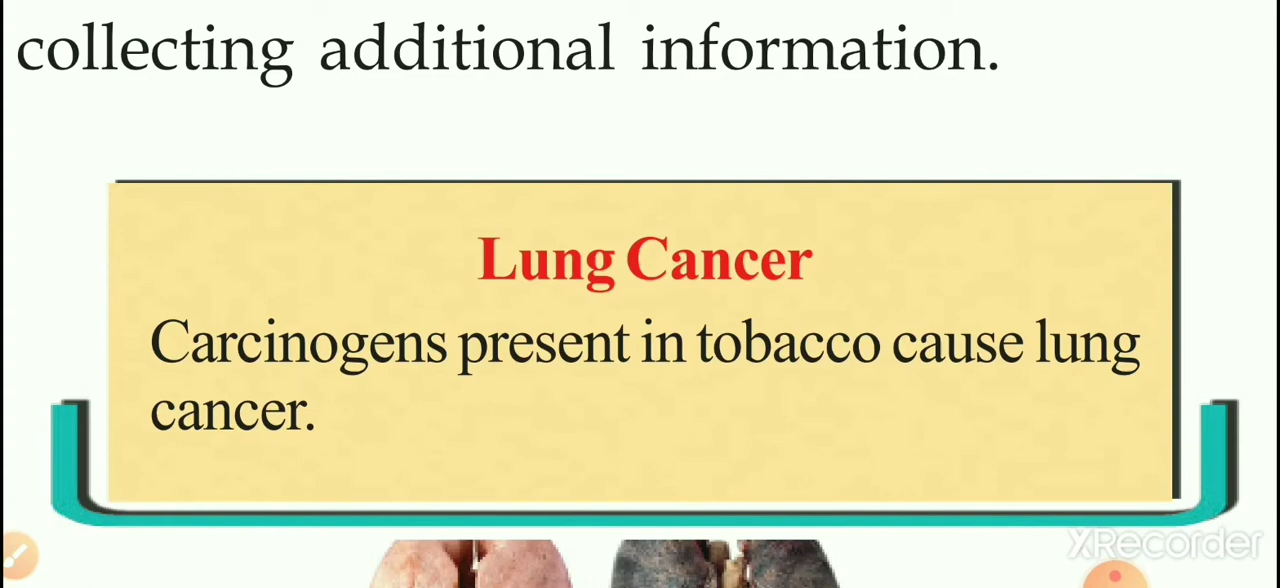 collecting additional information.
Lung Cancer
Carcinogens present in tobacco cause lung
cancer.
XRecorder